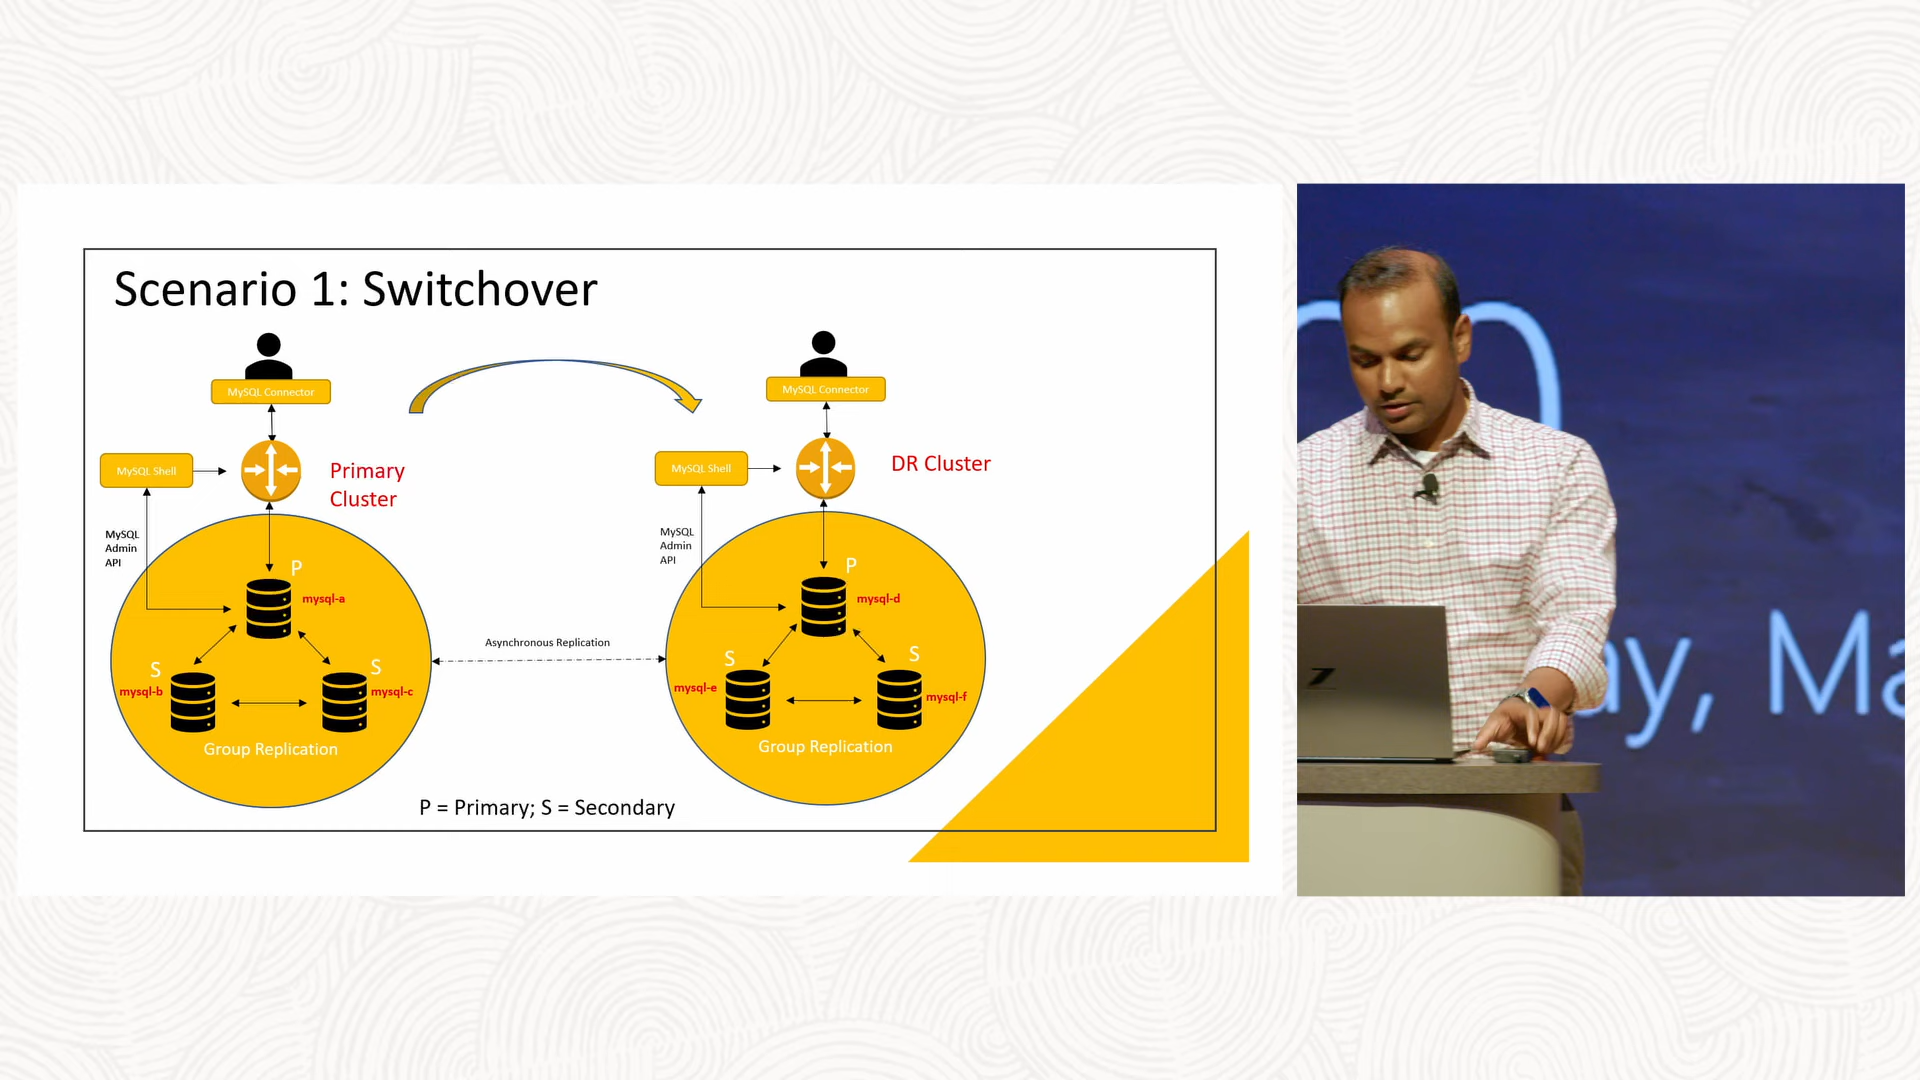 Scenario 1: Switchover
MySQL Connector
MySQL Connector
MySQL Shell
Primary
Cluster
MySQL Shell
DR Cluster
MySQL
Admin
API
MySQL
Admin
API
P
mysql-a
P
mysql-d
Asynchronous Replication
S
mysql-b
S
mysql-c
S
mysql-e
S
mysql-f
Group Replication
Group Replication
P = Primary; S = Secondary
ay, Ma